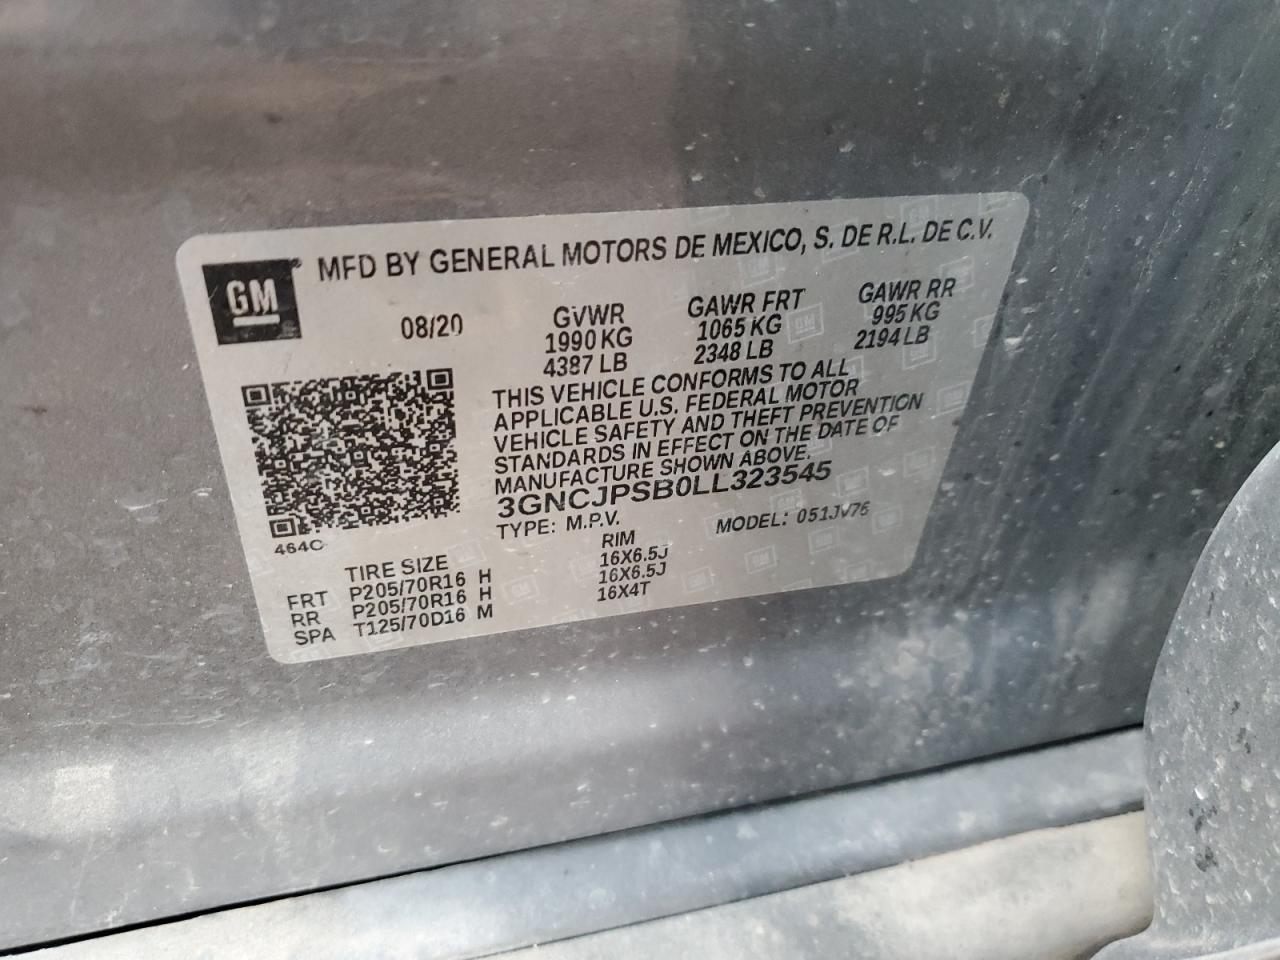 GM
MFD BY GENERAL MOTORS DE MEXICO, S. DE R.L. DE C.V.
08/20 GVWR GAWR FRT GAWR RR
1990 KG 1065 KG 995 KG
4387 LB 2348 LB 2194 LB
THIS VEHICLE CONFORMS TO ALL
APPLICABLE U.S. FEDERAL MOTOR
VEHICLE SAFETY AND THEFT PREVENTION
STANDARDS IN EFFECT ON THE DATE OF
MANUFACTURE SHOWN ABOVE.
3GNCJPSB0LL323545
TYPE: M.P.V. MODEL: 051JV76
464C
TIRE SIZE RIM
FRT P205/70R16 H 16X6.5J
RR P205/70R16 H 16X6.5J
SPA T125/70D16 M 16X4T